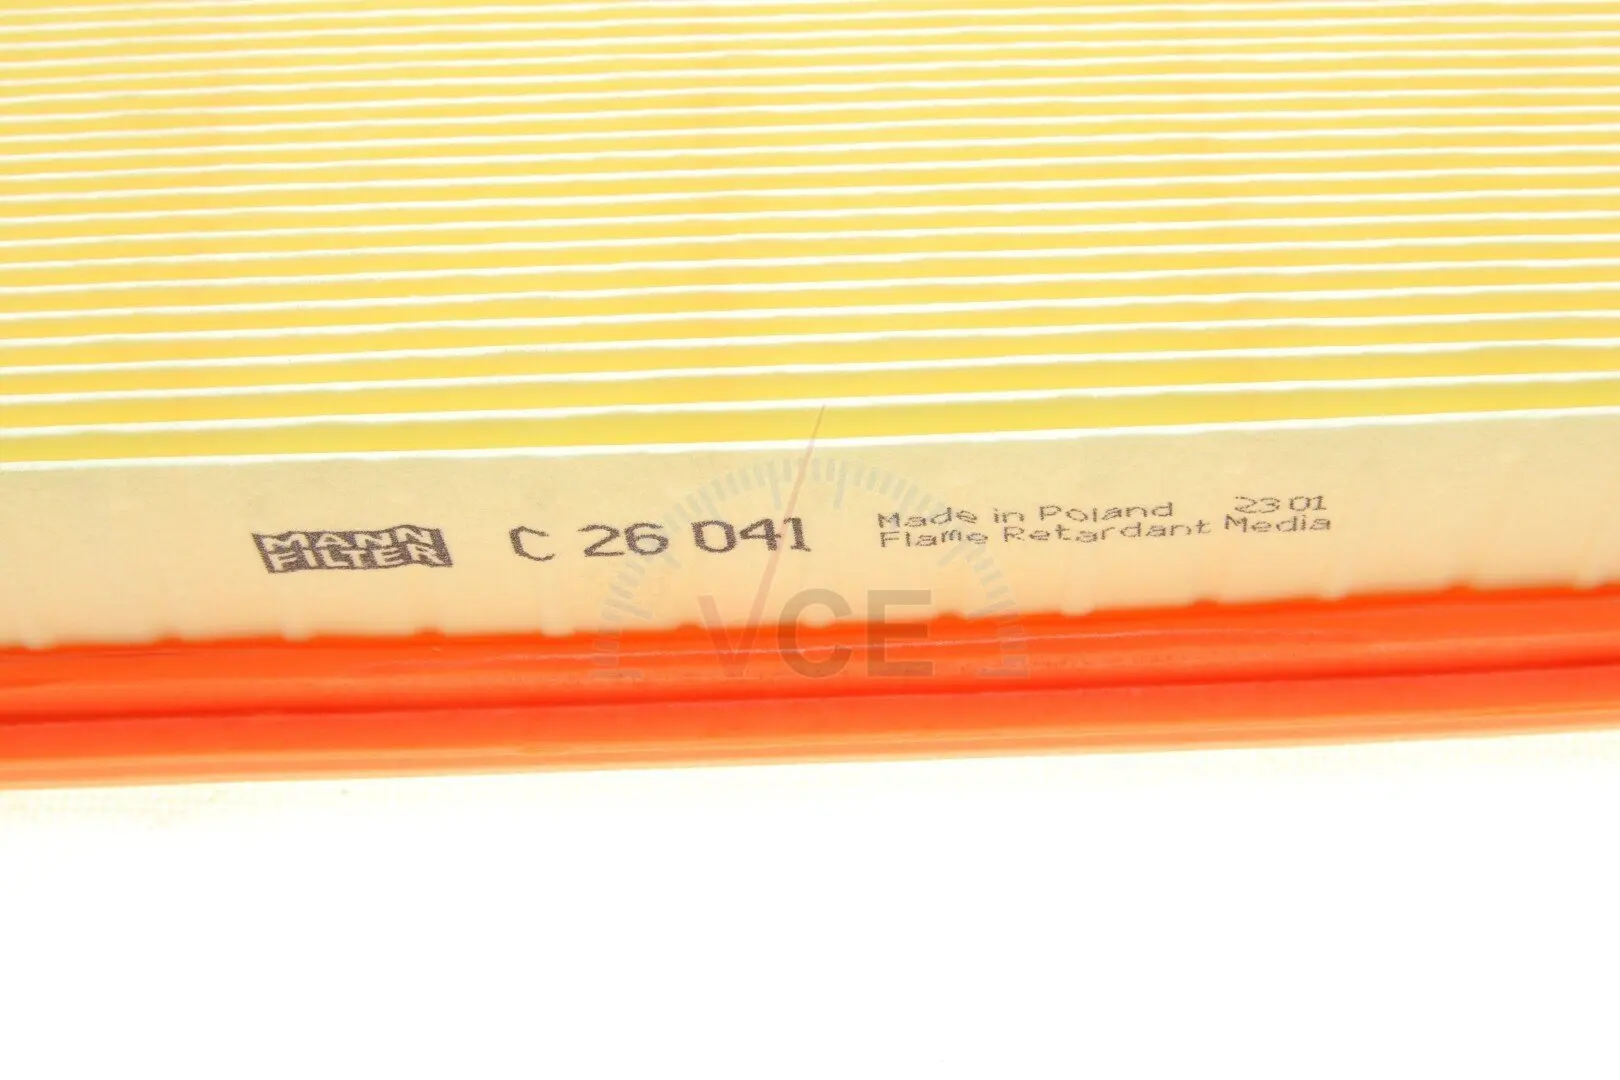 MANN
FILTER
C 26 041
Made in Poland 23 01
Flame Retardant Media
VCE